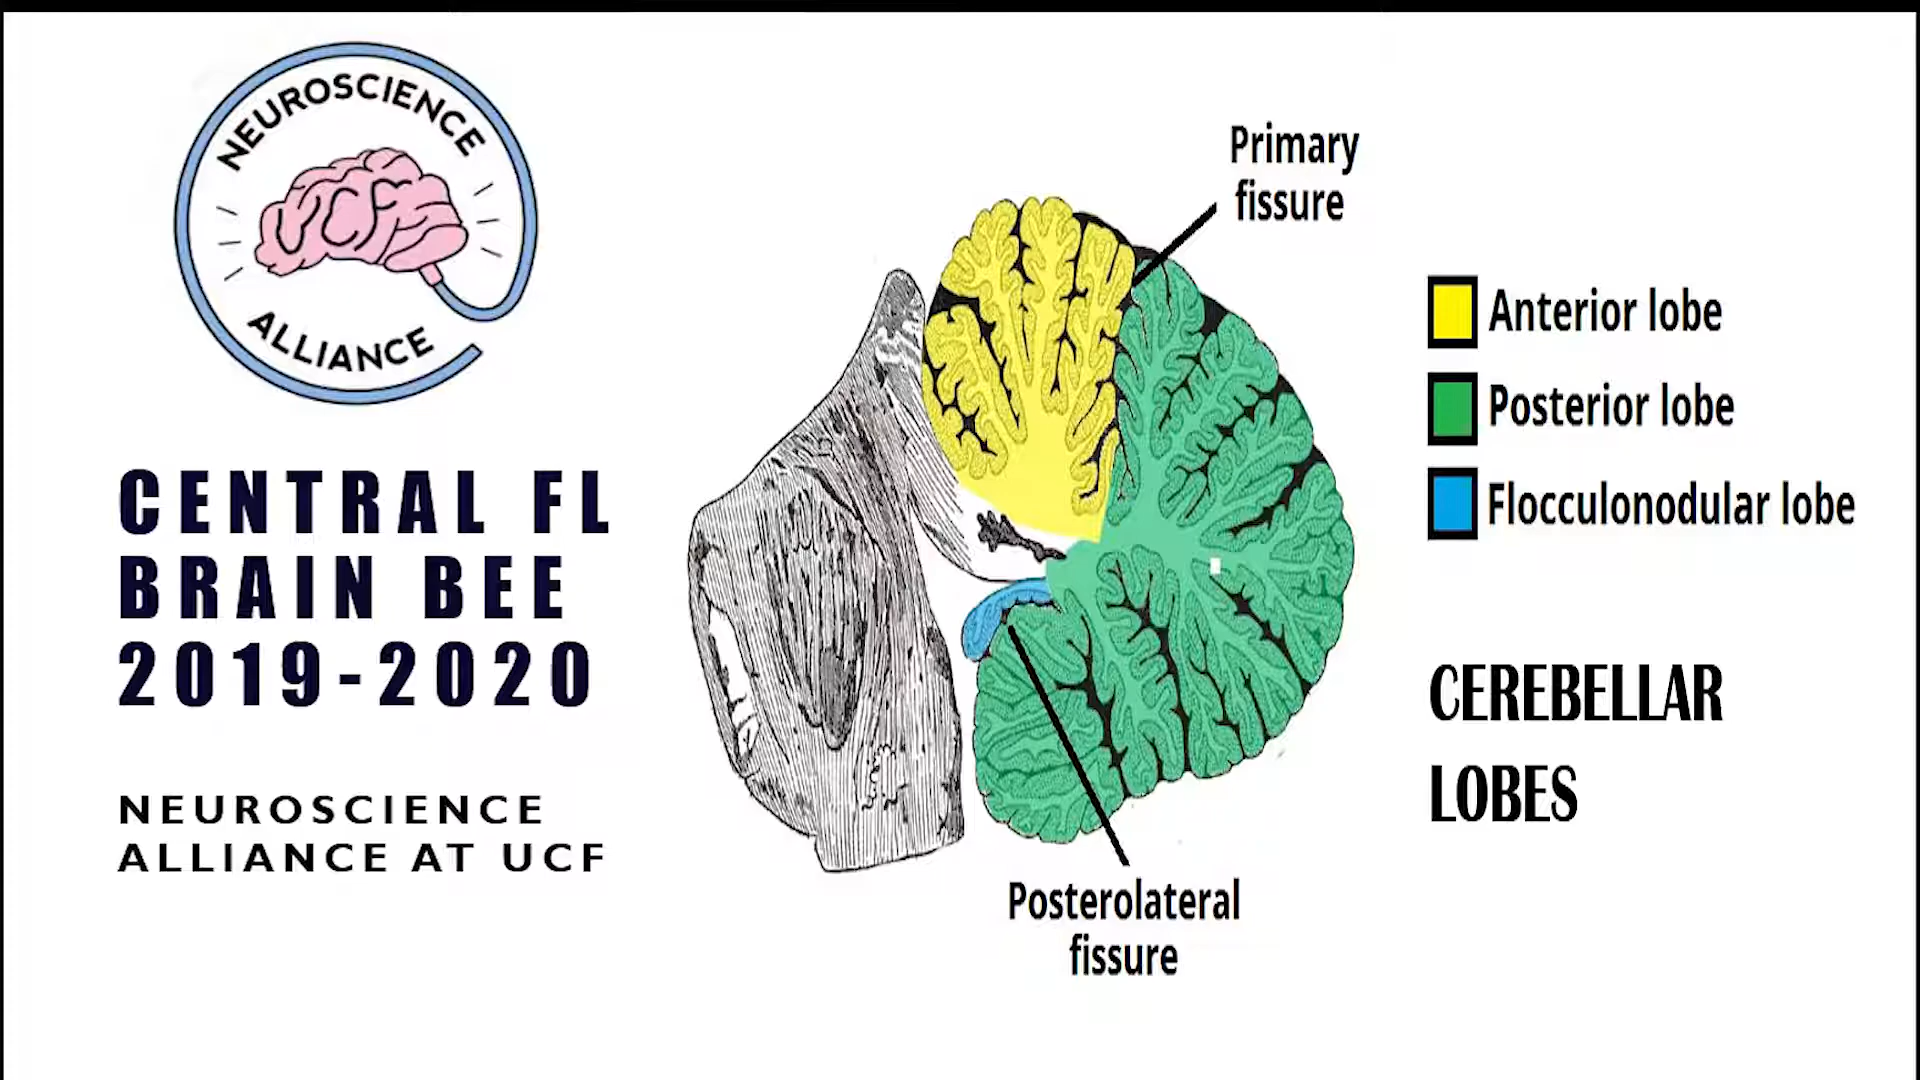 NEUROSCIENCE
UCF
ALLIANCE
CENTRAL FL
BRAIN BEE
2019-2020
NEUROSCIENCE
ALLIANCE AT UCF
Primary
fissure
Posterolateral
fissure
Anterior lobe
Posterior lobe
Flocculonodular lobe
CEREBELLAR
LOBES